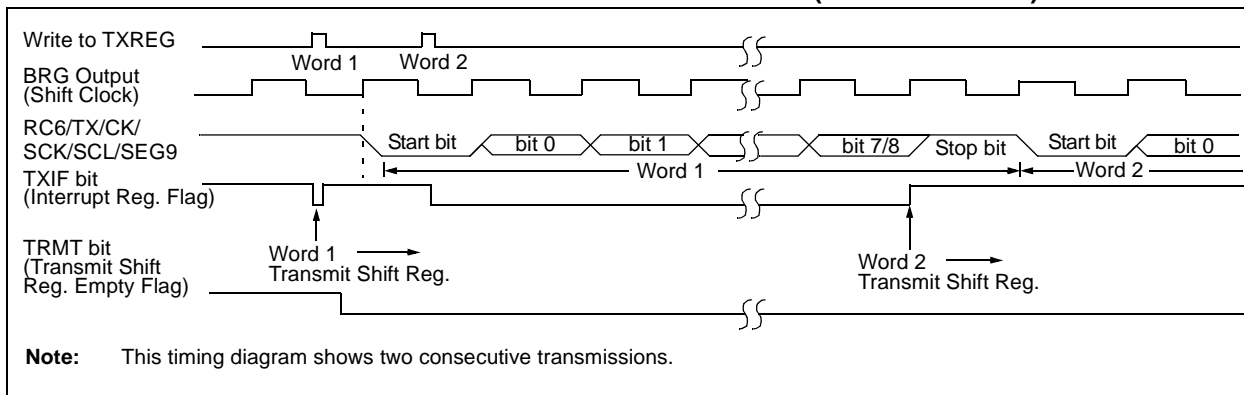 Write to TXREG
Word 1 Word 2
BRG Output
(Shift Clock)
RC6/TX/CK/
SCK/SCL/SEG9
Start bit bit 0 bit 1 bit 7/8 Stop bit Start bit bit 0
Word 1 Word 2
TXIF bit
(Interrupt Reg. Flag)
Word 1
Transmit Shift Reg.
Word 2
Transmit Shift Reg.
TRMT bit
(Transmit Shift
Reg. Empty Flag)
Note: This timing diagram shows two consecutive transmissions.